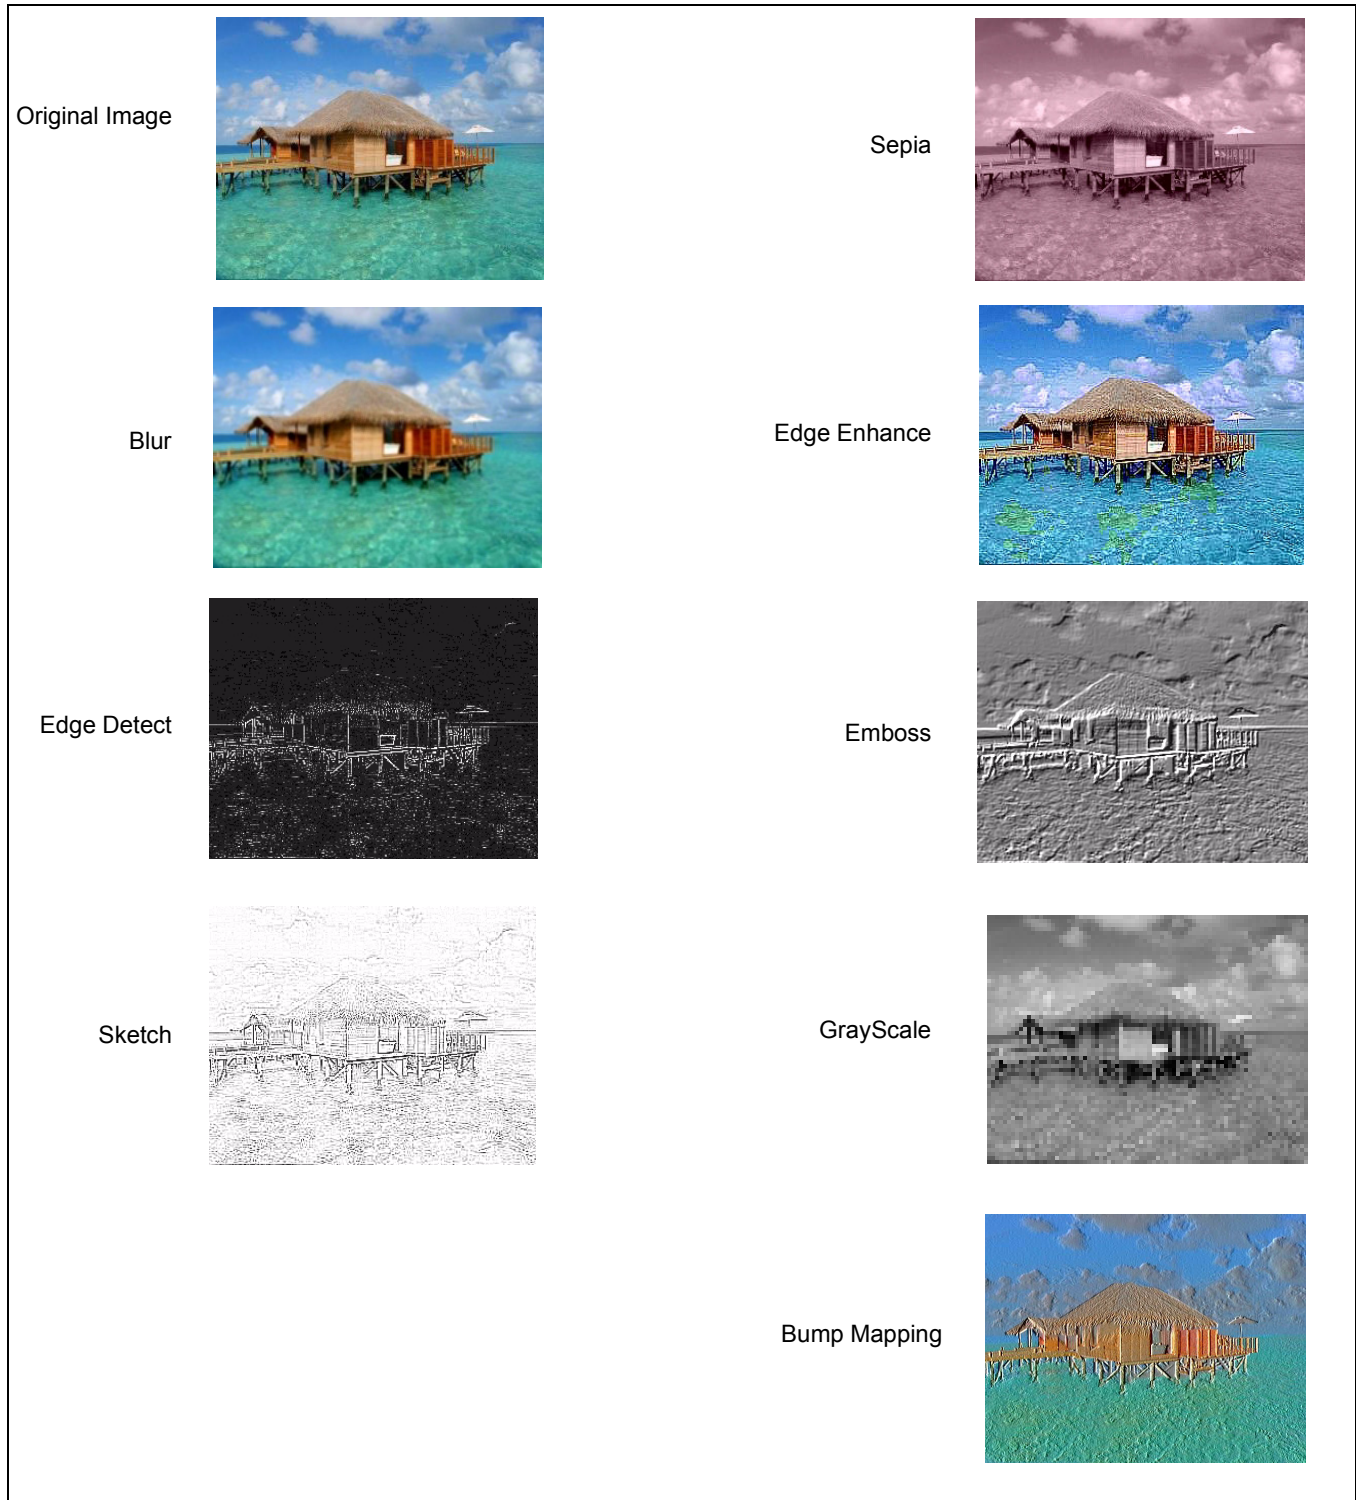 Original Image
Sepia
Blur
Edge Enhance
Edge Detect
Emboss
Sketch
GrayScale
Bump Mapping